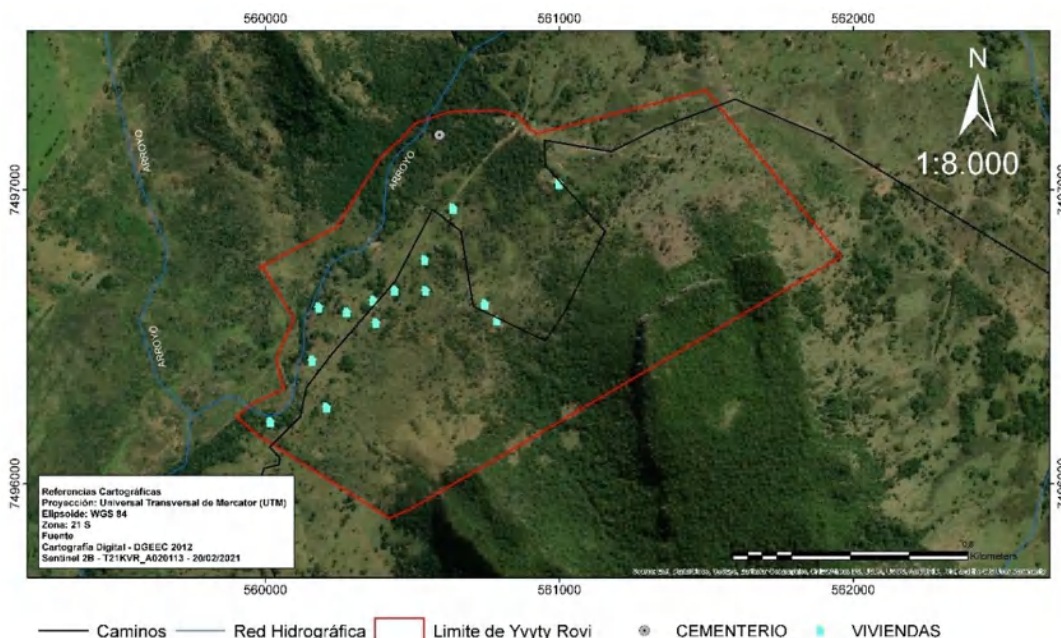 560000 561000 562000
N
1:8.000
ARROYO
ARROYO
ARROYO
7497000
7497000
7496000
7496000
Referencias Cartográficas
Proyección: Universal Transversal de Mercator (UTM)
Elipsoide: WGS 84
Zona: 21 S
Fuente
Cartografía Digital - DGEEC 2012
Sentinel 2B - T21KVR_A020113 - 20/02/2021
Kilometers
560000 561000 562000
Caminos Red Hidrográfica Limite de Yvyty Rovi CEMENTERIO VIVIENDAS